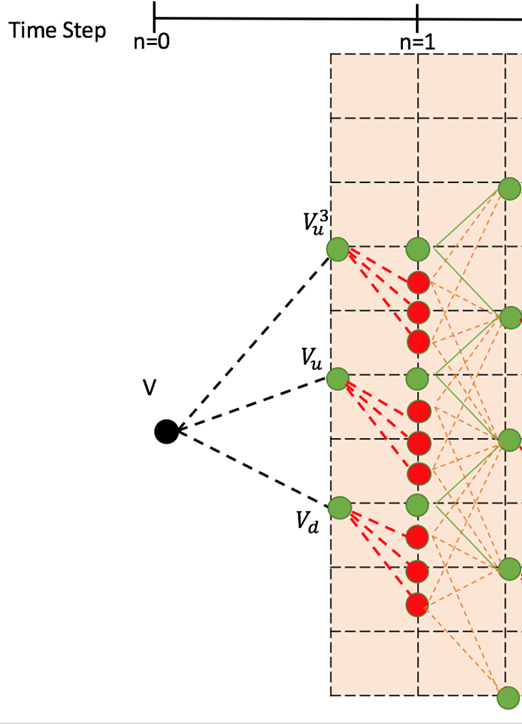 Time Step
n=0
n=1
V_u^3
V_u
V
V_d